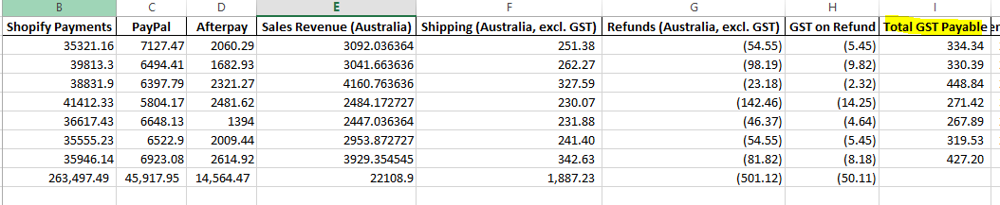 B C D E F G H I
Shopify Payments PayPal Afterpay Sales Revenue (Australia) Shipping (Australia, excl. GST) Refunds (Australia, excl. GST) GST on Refund Total GST Payable er
35321.16 7127.47 2060.29 3092.036364 251.38 (54.55) (5.45) 334.34
39813.3 6494.41 1682.93 3041.663636 262.27 (98.19) (9.82) 330.39
38831.9 6397.79 2321.27 4160.763636 327.59 (23.18) (2.32) 448.84
41412.33 5804.17 2481.62 2484.172727 230.07 (142.46) (14.25) 271.42
36617.43 6648.13 1394 2447.036364 231.88 (46.37) (4.64) 267.89
35555.23 6522.9 2009.44 2953.872727 241.40 (54.55) (5.45) 319.53
35946.14 6923.08 2614.92 3929.354545 342.63 (81.82) (8.18) 427.20
263,497.49 45,917.95 14,564.47 22108.9 1,887.23 (501.12) (50.11)